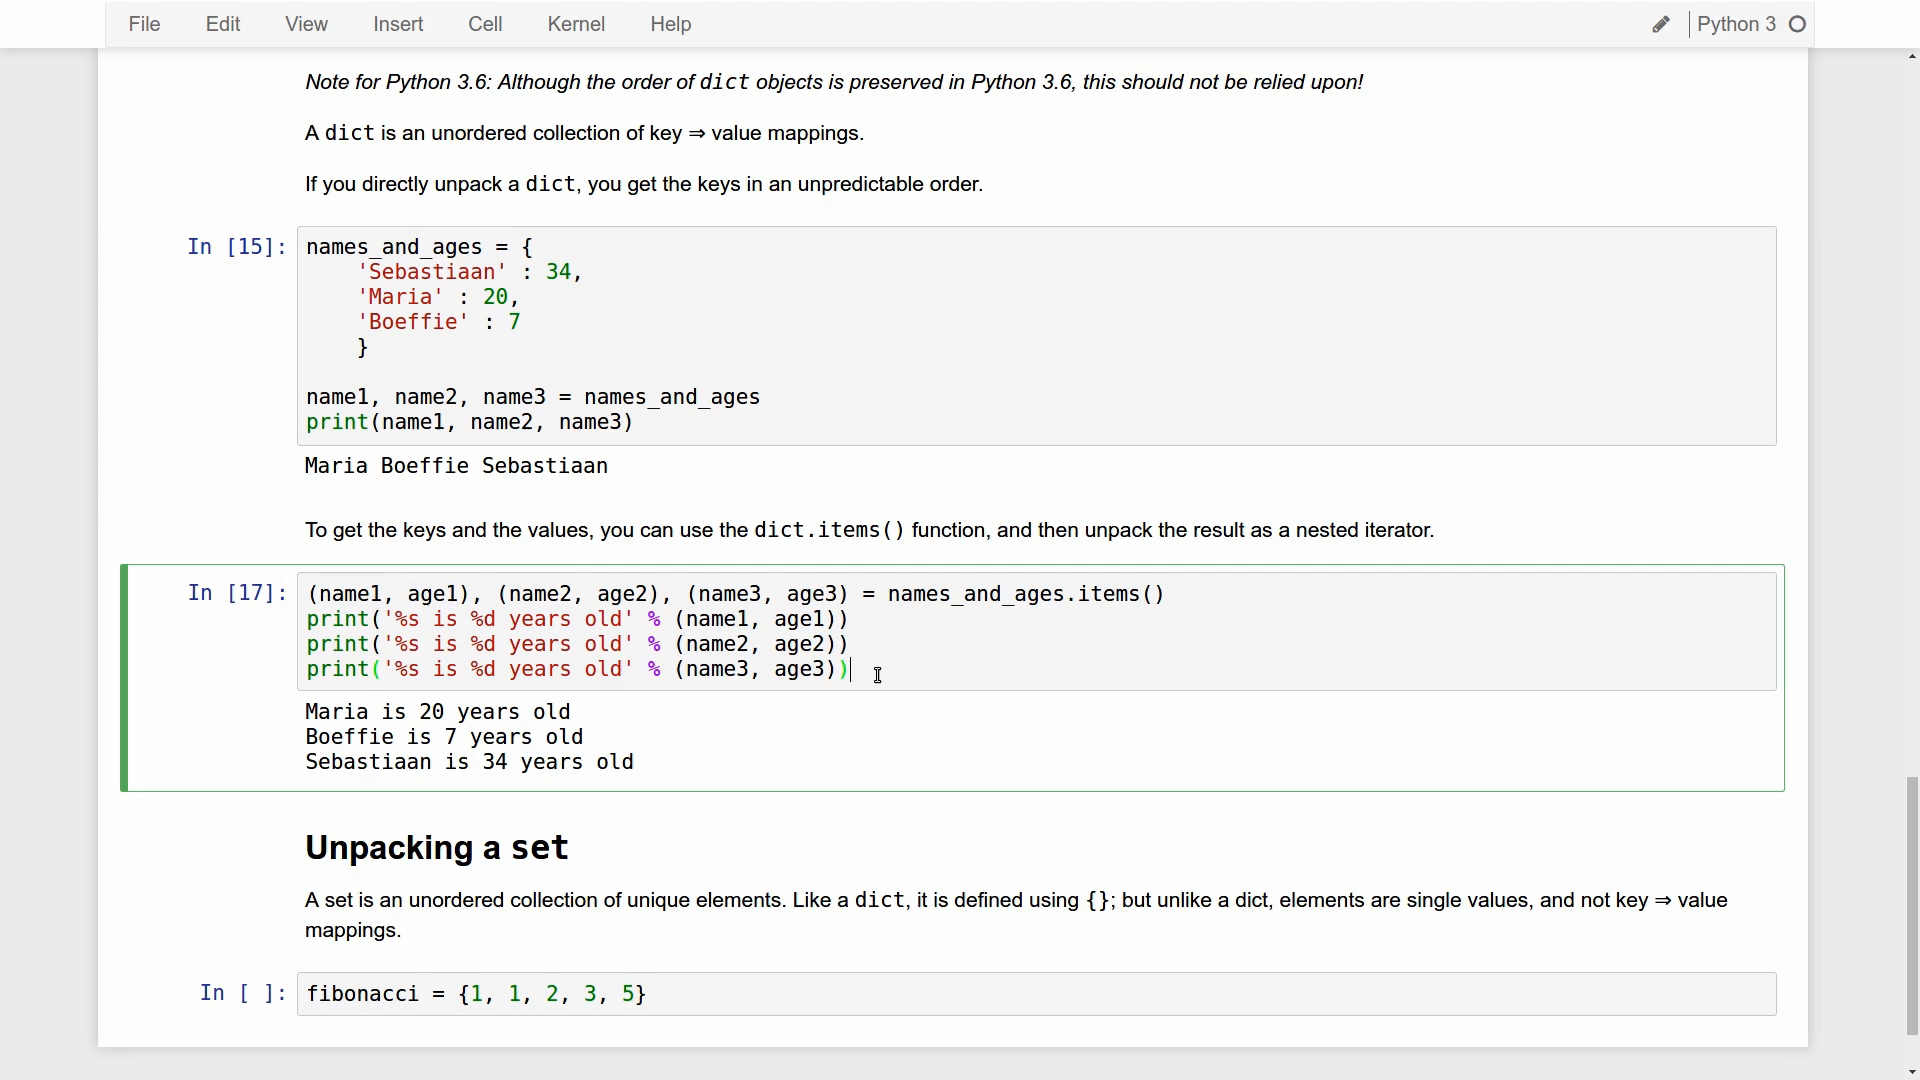 File Edit View Insert Cell Kernel Help Python 3
Note for Python 3.6: Although the order of dict objects is preserved in Python 3.6, this should not be relied upon!
A dict is an unordered collection of key ⇒ value mappings.
If you directly unpack a dict, you get the keys in an unpredictable order.
In [15]: names_and_ages = {
'Sebastiaan' : 34,
'Maria' : 20,
'Boeffie' : 7
}
name1, name2, name3 = names_and_ages
print(name1, name2, name3)
Maria Boeffie Sebastiaan
To get the keys and the values, you can use the dict.items() function, and then unpack the result as a nested iterator.
In [17]: (name1, age1), (name2, age2), (name3, age3) = names_and_ages.items()
print('%s is %d years old' % (name1, age1))
print('%s is %d years old' % (name2, age2))
print('%s is %d years old' % (name3, age3))
Maria is 20 years old
Boeffie is 7 years old
Sebastiaan is 34 years old
Unpacking a set
A set is an unordered collection of unique elements. Like a dict, it is defined using {}; but unlike a dict, elements are single values, and not key ⇒ value
mappings.
In [ ]: fibonacci = {1, 1, 2, 3, 5}